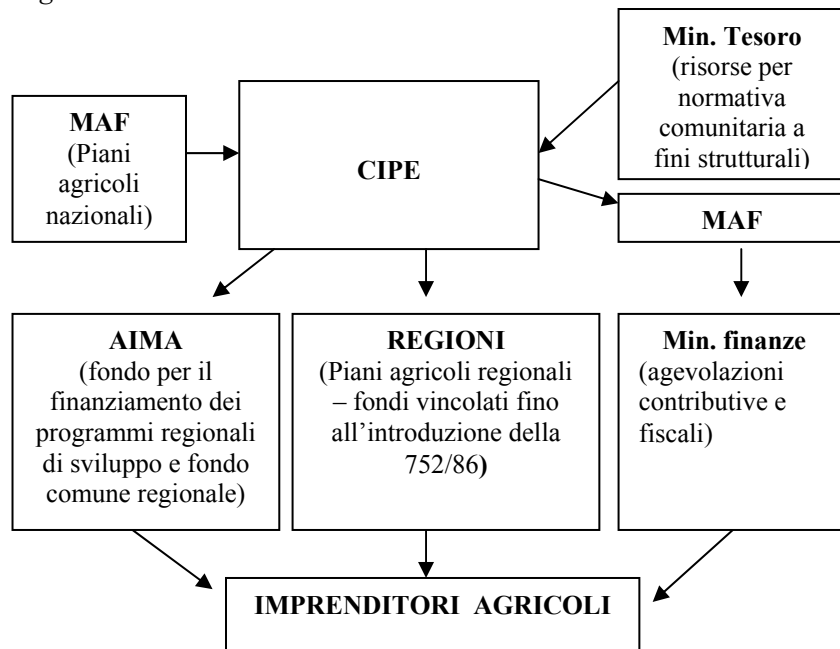 Min. Tesoro
(risorse per
normativa
comunitaria a
fini strutturali)
MAF
(Piani
agricoli
nazionali)
CIPE
MAF
AIMA
(fondo per il
finanziamento dei
programmi regionali
di sviluppo e fondo
comune regionale)
REGIONI
(Piani agricoli regionali
– fondi vincolati fino
all’introduzione della
752/86)
Min. finanze
(agevolazioni
contributive e
fiscali)
IMPRENDITORI AGRICOLI